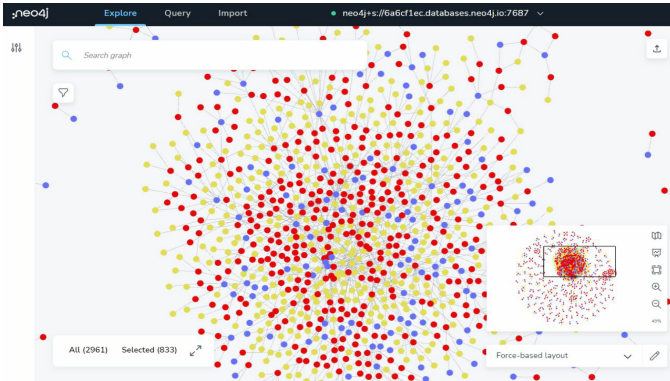 neo4j Explore Query Import neo4j+s://6a6cf1ec.databases.neo4j.io:7687
Search graph
All (2961) Selected (833)
Force-based layout